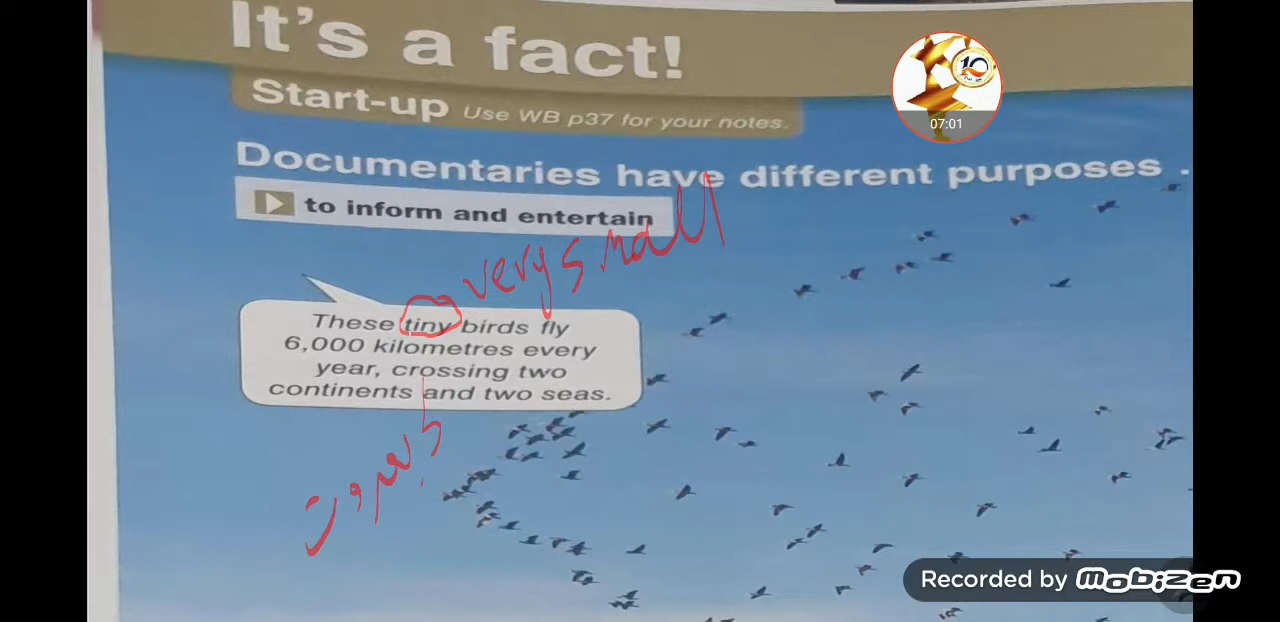 It's a fact!
Start-up Use WB p37 for your notes.
Documentaries have different purposes .
to inform and entertain
very small
These tiny birds fly
6,000 kilometres every
year, crossing two
continents and two seas.
10
07:01
Recorded by Mobizen